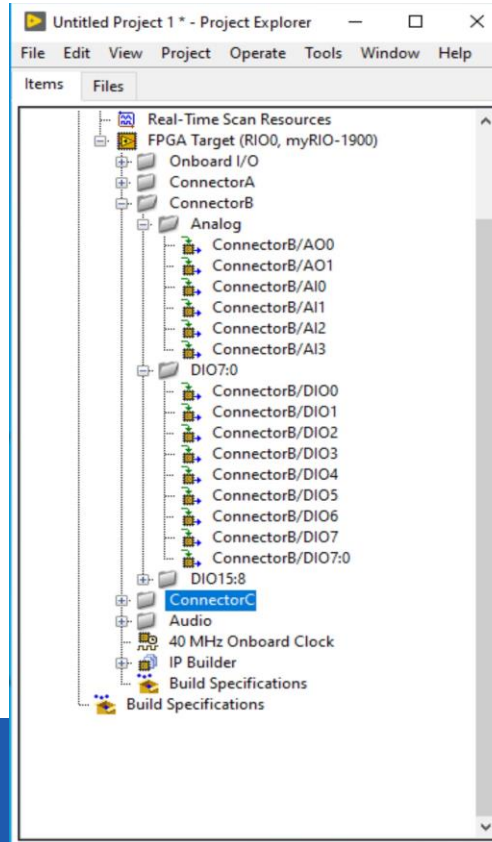 Untitled Project 1 * - Project Explorer
File Edit View Project Operate Tools Window Help
Items Files
Real-Time Scan Resources
FPGA Target (RIO0, myRIO-1900)
Onboard I/O
ConnectorA
ConnectorB
Analog
ConnectorB/AO0
ConnectorB/AO1
ConnectorB/AI0
ConnectorB/AI1
ConnectorB/AI2
ConnectorB/AI3
DIO7:0
ConnectorB/DIO0
ConnectorB/DIO1
ConnectorB/DIO2
ConnectorB/DIO3
ConnectorB/DIO4
ConnectorB/DIO5
ConnectorB/DIO6
ConnectorB/DIO7
ConnectorB/DIO7:0
DIO15:8
ConnectorC
Audio
40 MHz Onboard Clock
IP Builder
Build Specifications
Build Specifications